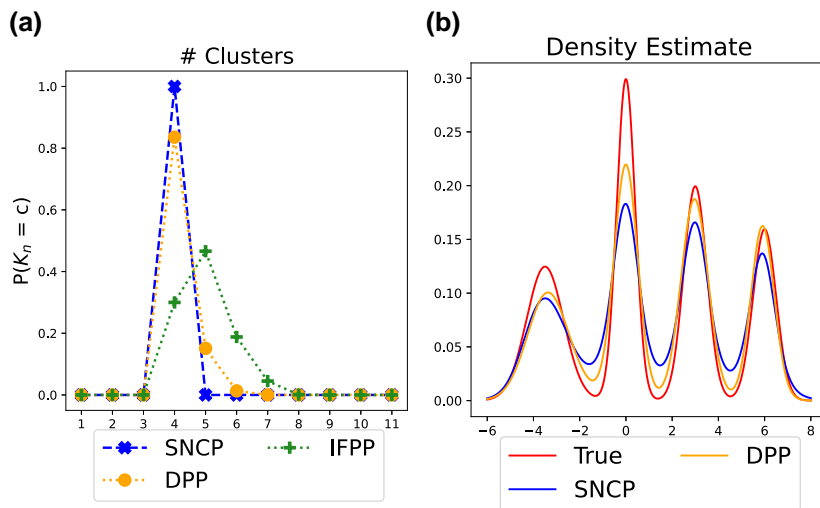 (a)
# Clusters
P(K_n = c)
1.0
0.8
0.6
0.4
0.2
0.0
1 2 3 4 5 6 7 8 9 10 11
SNCP IFPP
DPP
(b)
Density Estimate
0.30
0.25
0.20
0.15
0.10
0.05
0.00
−6 −4 −2 0 2 4 6 8
True DPP
SNCP